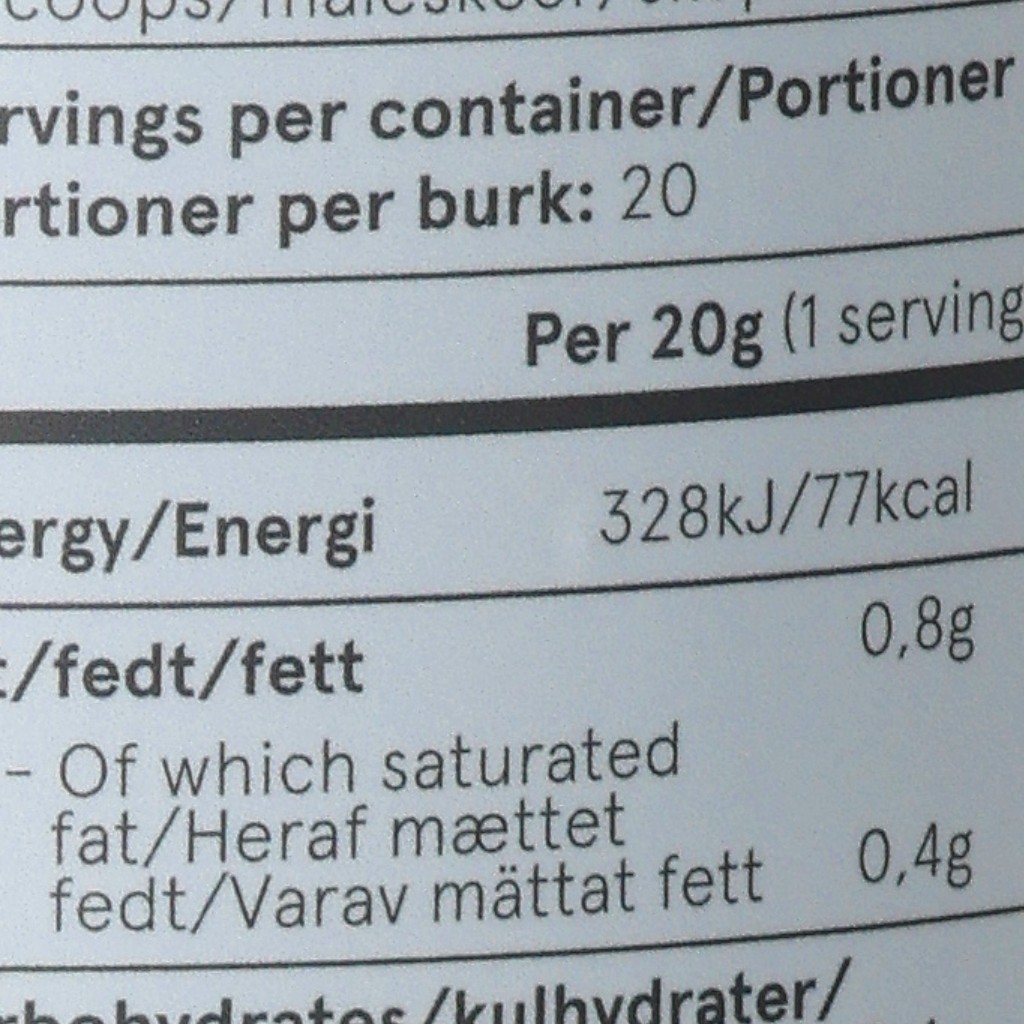 rvings per container/Portioner
rtioner per burk: 20
Per 20g (1 serving
ergy/Energi 328kJ/77kcal
/fedt/fett 0,8g
- Of which saturated
fat/Heraf mættet
fedt/Varav mättat fett 0,4g
rbohydrates/kulhydrater/